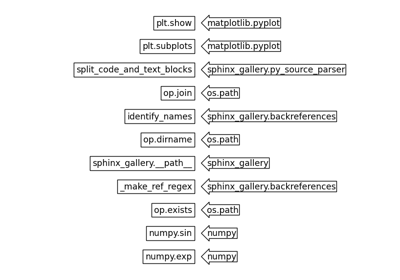 plt.show matplotlib.pyplot
plt.subplots matplotlib.pyplot
split_code_and_text_blocks sphinx_gallery.py_source_parser
op.join os.path
identify_names sphinx_gallery.backreferences
op.dirname os.path
sphinx_gallery.__path__ sphinx_gallery
_make_ref_regex sphinx_gallery.backreferences
op.exists os.path
numpy.sin numpy
numpy.exp numpy